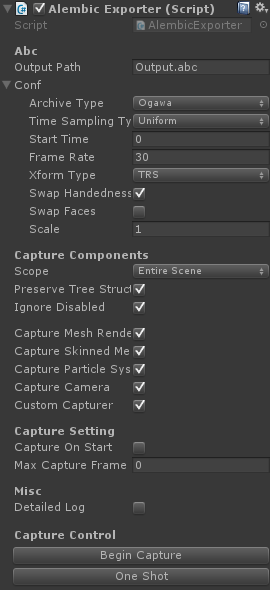 Alembic Exporter (Script)
Script AlembicExporter
Abc
Output Path Output.abc
Conf
Archive Type Ogawa
Time Sampling Ty Uniform
Start Time 0
Frame Rate 30
Xform Type TRS
Swap Handedness
Swap Faces
Scale 1
Capture Components
Scope Entire Scene
Preserve Tree Struct
Ignore Disabled
Capture Mesh Rende
Capture Skinned Me
Capture Particle Sys
Capture Camera
Custom Capturer
Capture Setting
Capture On Start
Max Capture Frame 0
Misc
Detailed Log
Capture Control
Begin Capture
One Shot